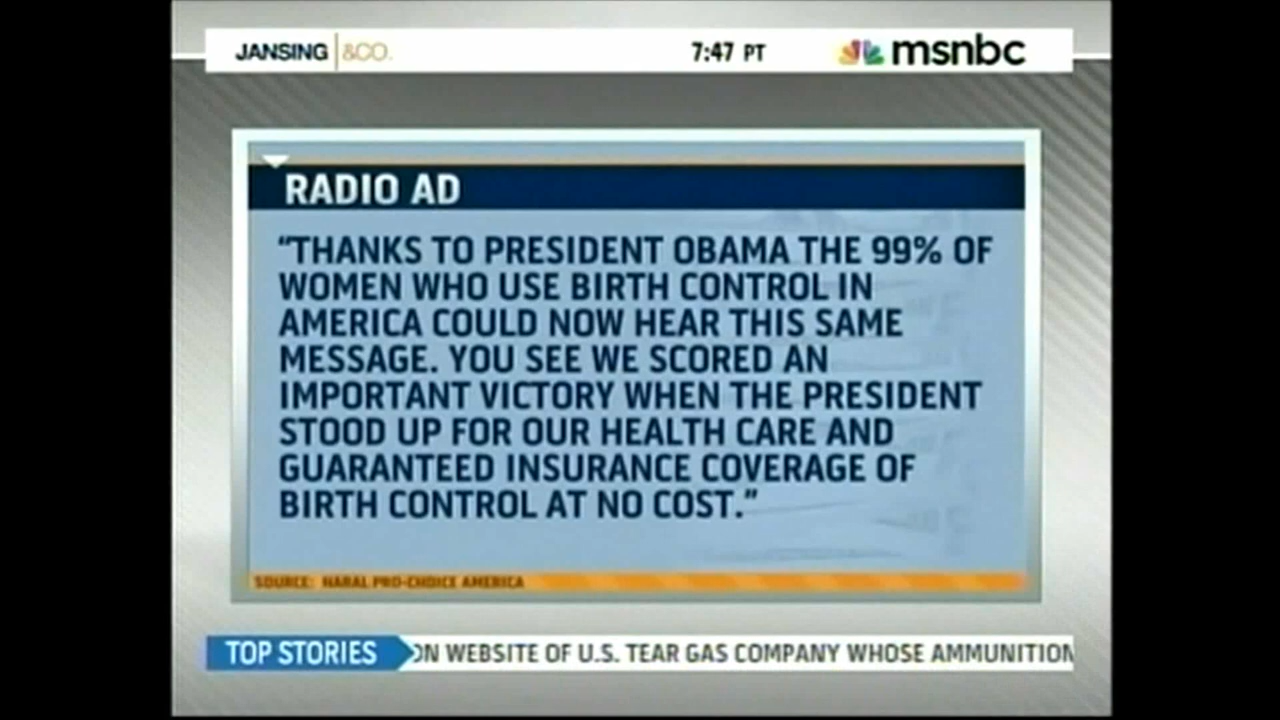 JANSING &CO. 7:47 PT msnbc
RADIO AD
“THANKS TO PRESIDENT OBAMA THE 99% OF
WOMEN WHO USE BIRTH CONTROL IN
AMERICA COULD NOW HEAR THIS SAME
MESSAGE. YOU SEE WE SCORED AN
IMPORTANT VICTORY WHEN THE PRESIDENT
STOOD UP FOR OUR HEALTH CARE AND
GUARANTEED INSURANCE COVERAGE OF
BIRTH CONTROL AT NO COST.”
SOURCE: NARAL PRO-CHOICE AMERICA
TOP STORIES ON WEBSITE OF U.S. TEAR GAS COMPANY WHOSE AMMUNITION